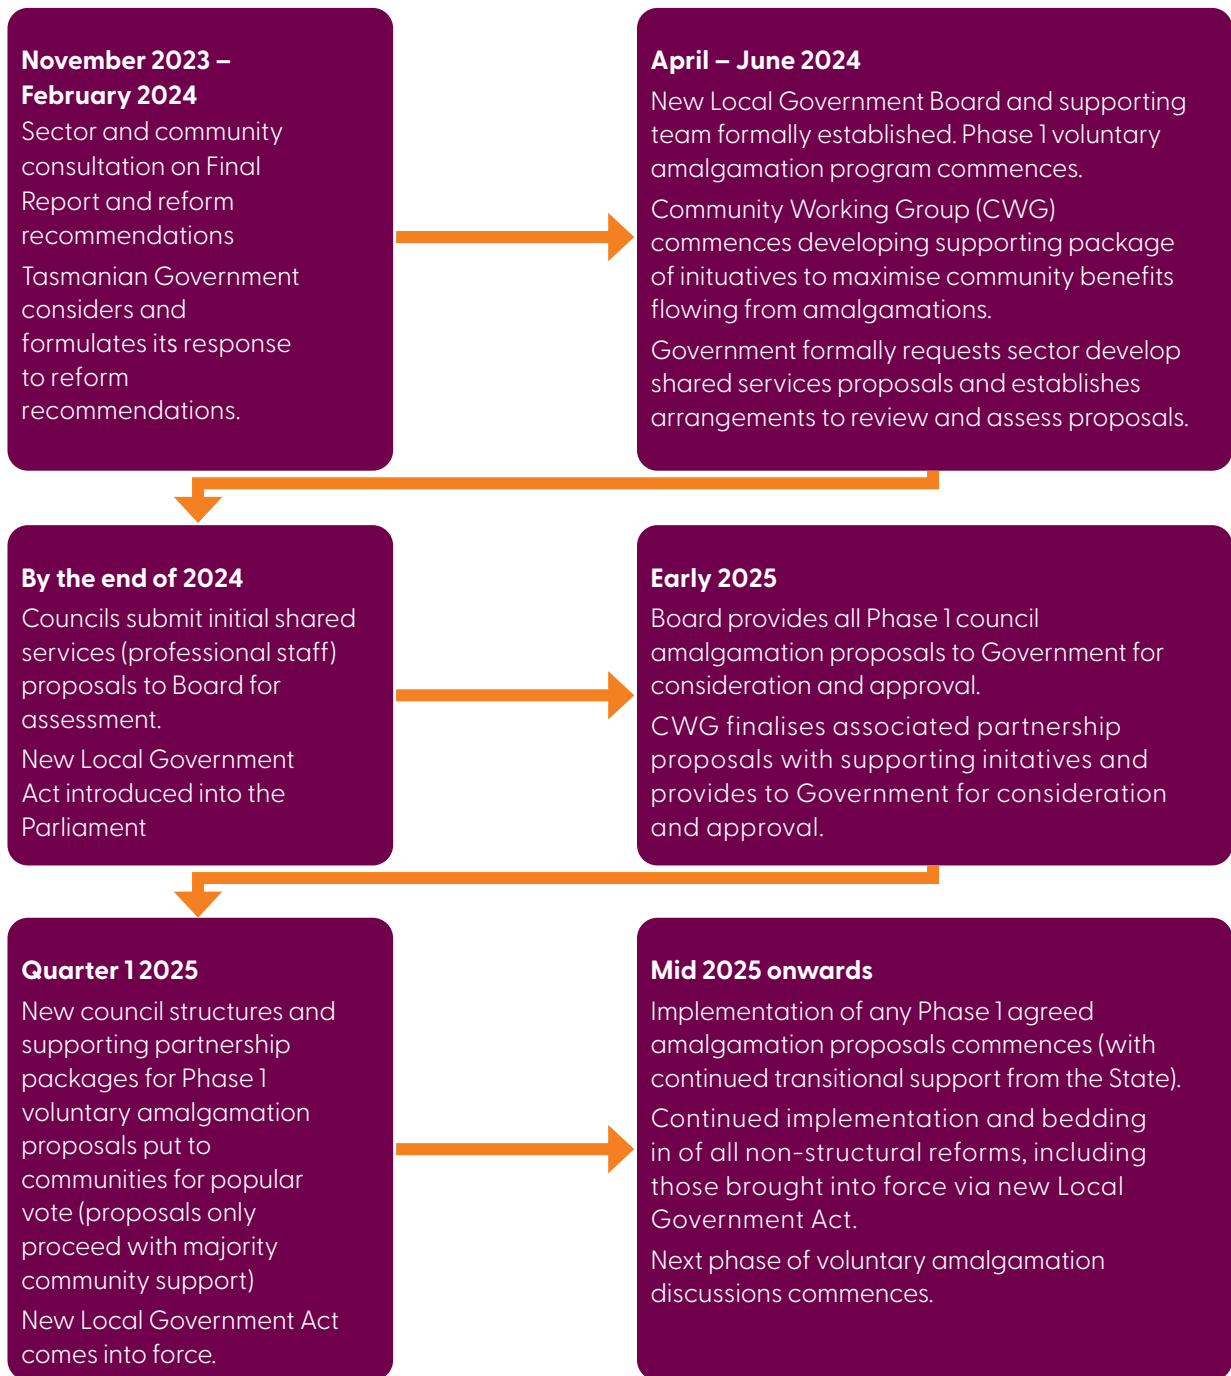 November 2023 –
February 2024
Sector and community
consultation on Final
Report and reform
recommendations
Tasmanian Government
considers and
formulates its response
to reform
recommendations.
April – June 2024
New Local Government Board and supporting
team formally established. Phase 1 voluntary
amalgamation program commences.
Community Working Group (CWG)
commences developing supporting package
of inituatives to maximise community benefits
flowing from amalgamations.
Government formally requests sector develop
shared services proposals and establishes
arrangements to review and assess proposals.
By the end of 2024
Councils submit initial shared
services (professional staff)
proposals to Board for
assessment.
New Local Government
Act introduced into the
Parliament
Early 2025
Board provides all Phase 1 council
amalgamation proposals to Government for
consideration and approval.
CWG finalises associated partnership
proposals with supporting initatives and
provides to Government for consideration
and approval.
Quarter 1 2025
New council structures and
supporting partnership
packages for Phase 1
voluntary amalgamation
proposals put to
communities for popular
vote (proposals only
proceed with majority
community support)
New Local Government Act
comes into force.
Mid 2025 onwards
Implementation of any Phase 1 agreed
amalgamation proposals commences (with
continued transitional support from the State).
Continued implementation and bedding
in of all non-structural reforms, including
those brought into force via new Local
Government Act.
Next phase of voluntary amalgamation
discussions commences.